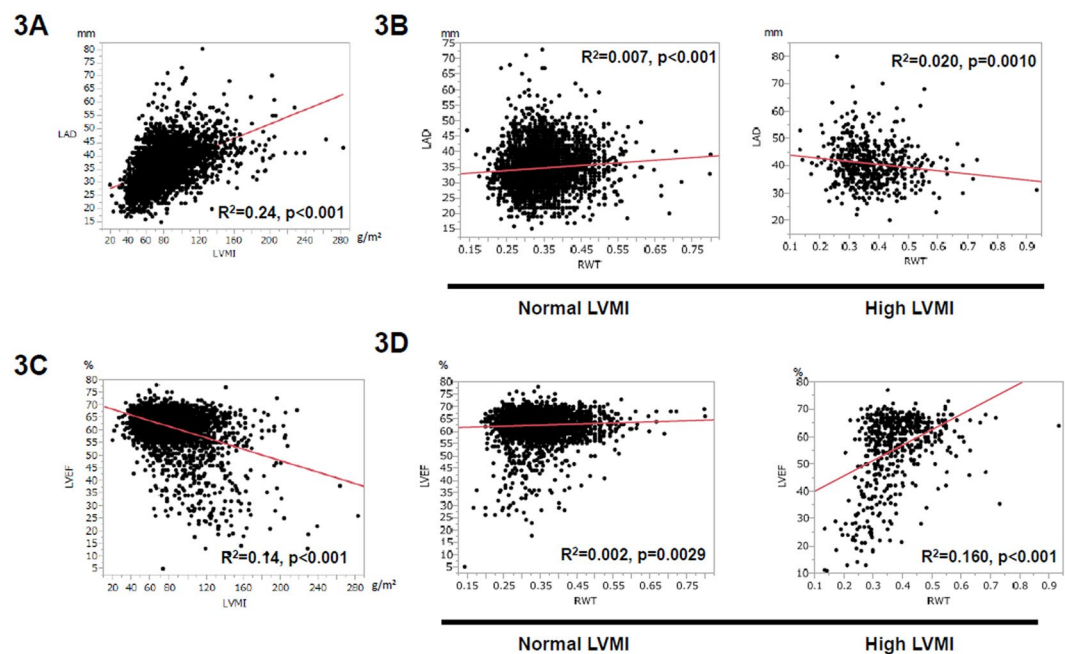 3A
mm
80
75
70
65
60
55
50
45
40
35
30
25
20
15
LAD
R²=0.24, p<0.001
20 40 60 80 120 160 200 240 280
g/m²
LVMI
3B
mm
75
70
65
60
55
50
45
40
35
30
25
20
15
LAD
R²=0.007, p<0.001
0.15 0.25 0.35 0.45 0.55 0.65 0.75
RWT
mm
80
70
60
50
40
30
20
LAD
R²=0.020, p=0.0010
0.1 0.2 0.3 0.4 0.5 0.6 0.7 0.8 0.9
RWT
Normal LVMI
High LVMI
3C
%
80
75
70
65
60
55
50
45
40
35
30
25
20
15
10
5
LVEF
R²=0.14, p<0.001
20 40 60 80 120 160 200 240 280
g/m²
LVMI
3D
%
80
75
70
65
60
55
50
45
40
35
30
25
20
15
10
5
LVEF
R²=0.002, p=0.0029
0.15 0.25 0.35 0.45 0.55 0.65 0.75
RWT
%
80
70
60
50
40
30
20
10
LVEF
R²=0.160, p<0.001
0.1 0.2 0.3 0.4 0.5 0.6 0.7 0.8 0.9
RWT
Normal LVMI
High LVMI